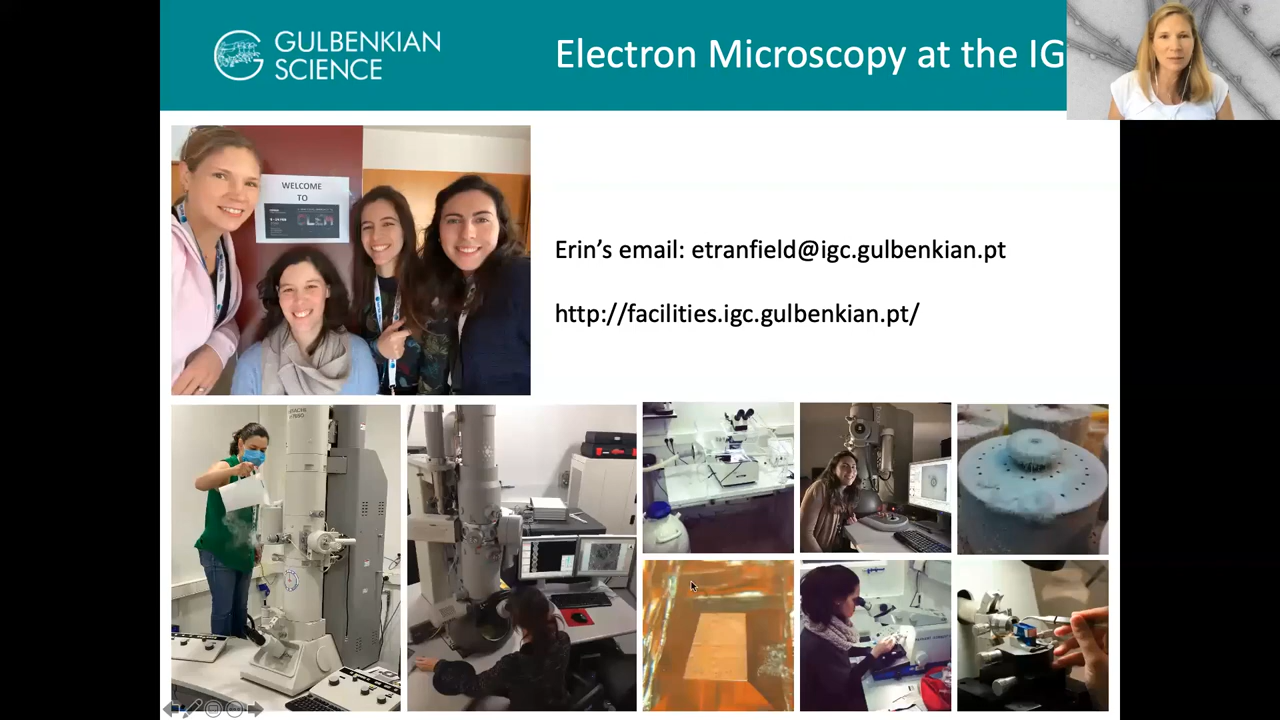 GULBENKIAN
SCIENCE
Electron Microscopy at the IG
WELCOME
TO
Erin’s email: etranfield@igc.gulbenkian.pt
http://facilities.igc.gulbenkian.pt/